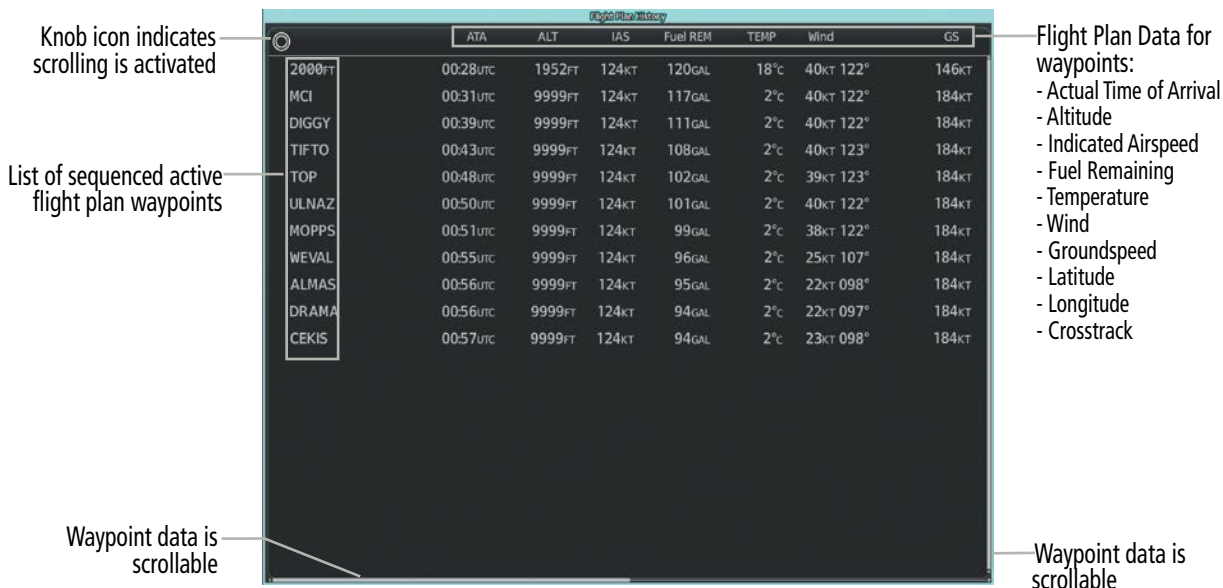 Flight Plan History
Knob icon indicates
scrolling is activated
ATA ALT IAS Fuel REM TEMP Wind GS
2000FT 00:28UTC 1952FT 124KT 120GAL 18°C 40KT 122° 146KT
MCI 00:31UTC 9999FT 124KT 117GAL 2°C 40KT 122° 184KT
DIGGY 00:39UTC 9999FT 124KT 111GAL 2°C 40KT 122° 184KT
TIFTO 00:43UTC 9999FT 124KT 108GAL 2°C 40KT 123° 184KT
TOP 00:48UTC 9999FT 124KT 102GAL 2°C 39KT 123° 184KT
ULNAZ 00:50UTC 9999FT 124KT 101GAL 2°C 40KT 122° 184KT
MOPPS 00:51UTC 9999FT 124KT 99GAL 2°C 38KT 122° 184KT
WEVAL 00:55UTC 9999FT 124KT 96GAL 2°C 25KT 107° 184KT
ALMAS 00:56UTC 9999FT 124KT 95GAL 2°C 22KT 098° 184KT
DRAMA 00:56UTC 9999FT 124KT 94GAL 2°C 22KT 097° 184KT
CEKIS 00:57UTC 9999FT 124KT 94GAL 2°C 23KT 098° 184KT
List of sequenced active
flight plan waypoints
Waypoint data is
scrollable
Flight Plan Data for
waypoints:
- Actual Time of Arrival
- Altitude
- Indicated Airspeed
- Fuel Remaining
- Temperature
- Wind
- Groundspeed
- Latitude
- Longitude
- Crosstrack
Waypoint data is
scrollable